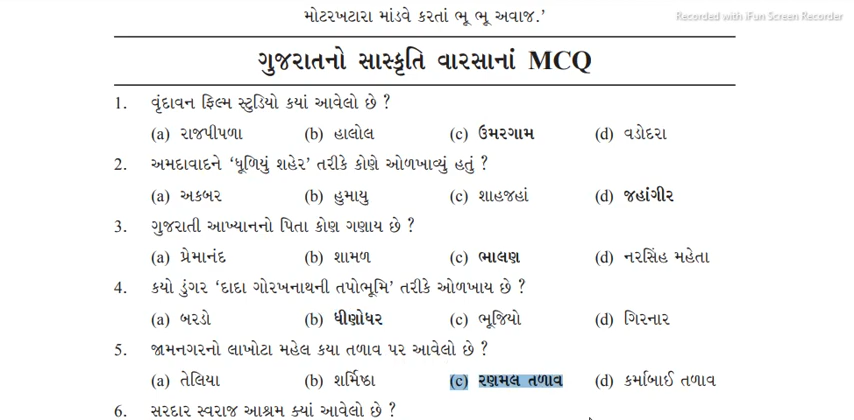 મોટરખટારા માંડવે કરતાં ભૂ ભૂ અવાજ.'
Recorded with iFun Screen Recorder
ગુજરાતનો સાસ્કૃતિ વારસાનાં MCQ
1. વૃંદાવન ફિલ્મ સ્ટુડિયો કયાં આવેલો છે ?
(a) રાજપીપળા (b) હાલોલ (c) ઉમરગામ (d) વડોદરા
2. અમદાવાદને ‘ધૂળિયું શહેર’ તરીકે કોણે ઓળખાવ્યું હતું ?
(a) અકબર (b) હુમાયુ (c) શાહજહાં (d) જહાંગીર
3. ગુજરાતી આખ્યાનનો પિતા કોણ ગણાય છે ?
(a) પ્રેમાનંદ (b) શામળ (c) ભાલણ (d) નરસિંહ મહેતા
4. કયો ડુંગર ‘દાદા ગોરખનાથની તપોભૂમિ’ તરીકે ઓળખાય છે ?
(a) બરડો (b) ધીણોધર (c) ભૂજિયો (d) ગિરનાર
5. જામનગરનો લાખોટા મહેલ કયા તળાવ પર આવેલો છે ?
(a) તેલિયા (b) શર્મિષ્ઠા (c) રણમલ તળાવ (d) કર્માબાઈ તળાવ
6. સરદાર સ્વરાજ આશ્રમ ક્યાં આવેલો છે ?